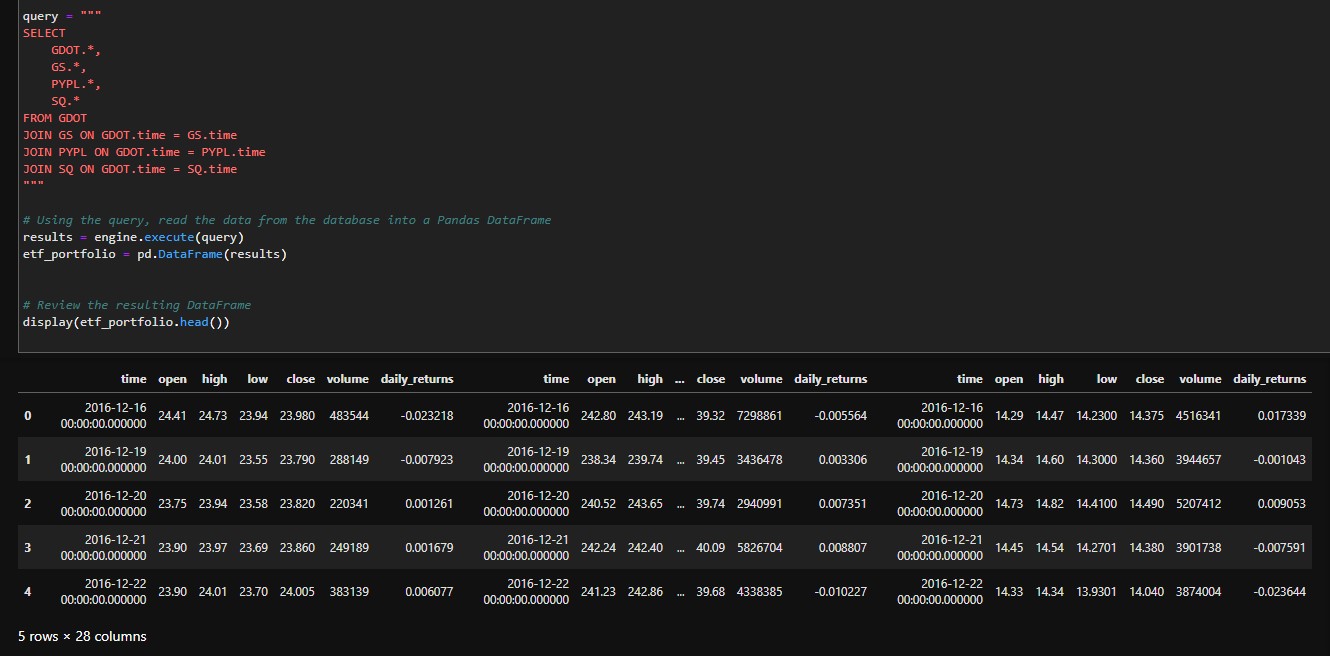 query = """
SELECT
    GDOT.*,
    GS.*,
    PYPL.*,
    SQ.*
FROM GDOT
JOIN GS ON GDOT.time = GS.time
JOIN PYPL ON GDOT.time = PYPL.time
JOIN SQ ON GDOT.time = SQ.time
"""
# Using the query, read the data from the database into a Pandas DataFrame
results = engine.execute(query)
etf_portfolio = pd.DataFrame(results)
# Review the resulting DataFrame
display(etf_portfolio.head())
time open high low close volume daily_returns time open high ... close volume daily_returns time open high low close volume daily_returns
0 2016-12-16 00:00:00.000000 24.41 24.73 23.94 23.980 483544 -0.023218 2016-12-16 00:00:00.000000 242.80 243.19 ... 39.32 7298861 -0.005564 2016-12-16 00:00:00.000000 14.29 14.47 14.2300 14.375 4516341 0.017339
1 2016-12-19 00:00:00.000000 24.00 24.01 23.55 23.790 288149 -0.007923 2016-12-19 00:00:00.000000 238.34 239.74 ... 39.45 3436478 0.003306 2016-12-19 00:00:00.000000 14.34 14.60 14.3000 14.360 3944657 -0.001043
2 2016-12-20 00:00:00.000000 23.75 23.94 23.58 23.820 220341 0.001261 2016-12-20 00:00:00.000000 240.52 243.65 ... 39.74 2940991 0.007351 2016-12-20 00:00:00.000000 14.73 14.82 14.4100 14.490 5207412 0.009053
3 2016-12-21 00:00:00.000000 23.90 23.97 23.69 23.860 249189 0.001679 2016-12-21 00:00:00.000000 242.24 242.40 ... 40.09 5826704 0.008807 2016-12-21 00:00:00.000000 14.45 14.54 14.2701 14.380 3901738 -0.007591
4 2016-12-22 00:00:00.000000 23.90 24.01 23.70 24.005 383139 0.006077 2016-12-22 00:00:00.000000 241.23 242.86 ... 39.68 4338385 -0.010227 2016-12-22 00:00:00.000000 14.33 14.34 13.9301 14.040 3874004 -0.023644
5 rows × 28 columns